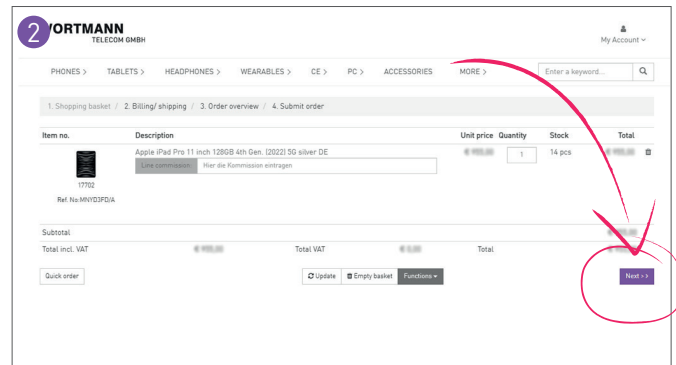 2
VORTMANN
TELECOM GMBH
My Account
PHONES > TABLETS > HEADPHONES > WEARABLES > CE > PC > ACCESSORIES MORE > Enter a keyword...
1. Shopping basket / 2. Billing/ shipping / 3. Order overview / 4. Submit order
Item no. Description Unit price Quantity Stock Total
Apple iPad Pro 11 inch 128GB 4th Gen. (2022) 5G silver DE 1 14 pcs
Line commission Hier die Kommission eintragen
17702
Ref. No:MNYD3FD/A
Subtotal
Total incl. VAT Total VAT Total
Quick order Update Empty basket Functions Next >>